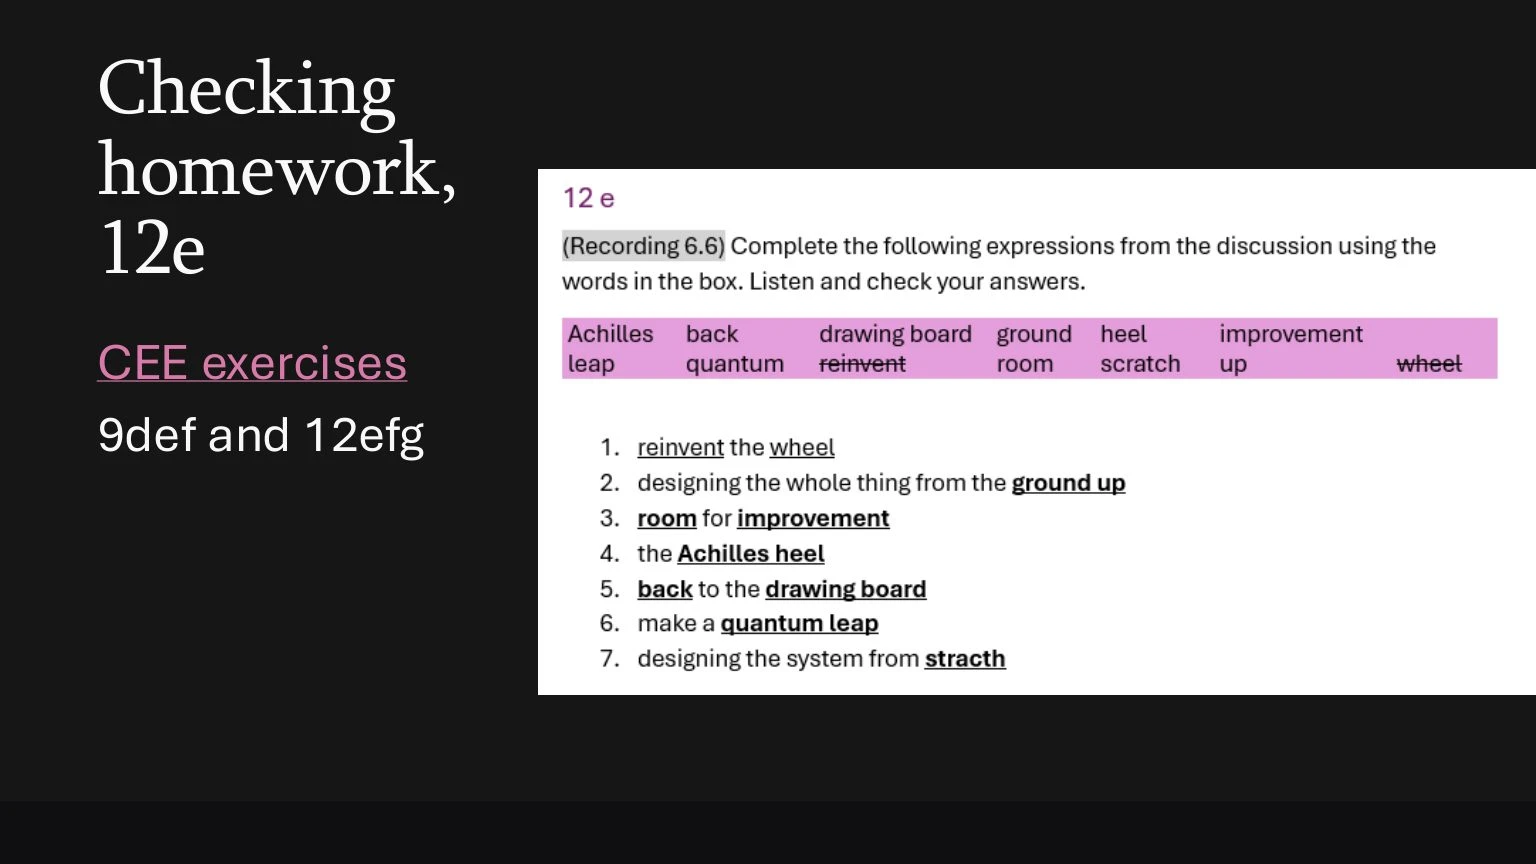 Checking
homework,
12e
CEE exercises
9def and 12efg
12 e
(Recording 6.6) Complete the following expressions from the discussion using the
words in the box. Listen and check your answers.
Achilles back drawing board ground heel improvement
leap quantum reinvent room scratch up wheel
1. reinvent the wheel
2. designing the whole thing from the ground up
3. room for improvement
4. the Achilles heel
5. back to the drawing board
6. make a quantum leap
7. designing the system from stracth